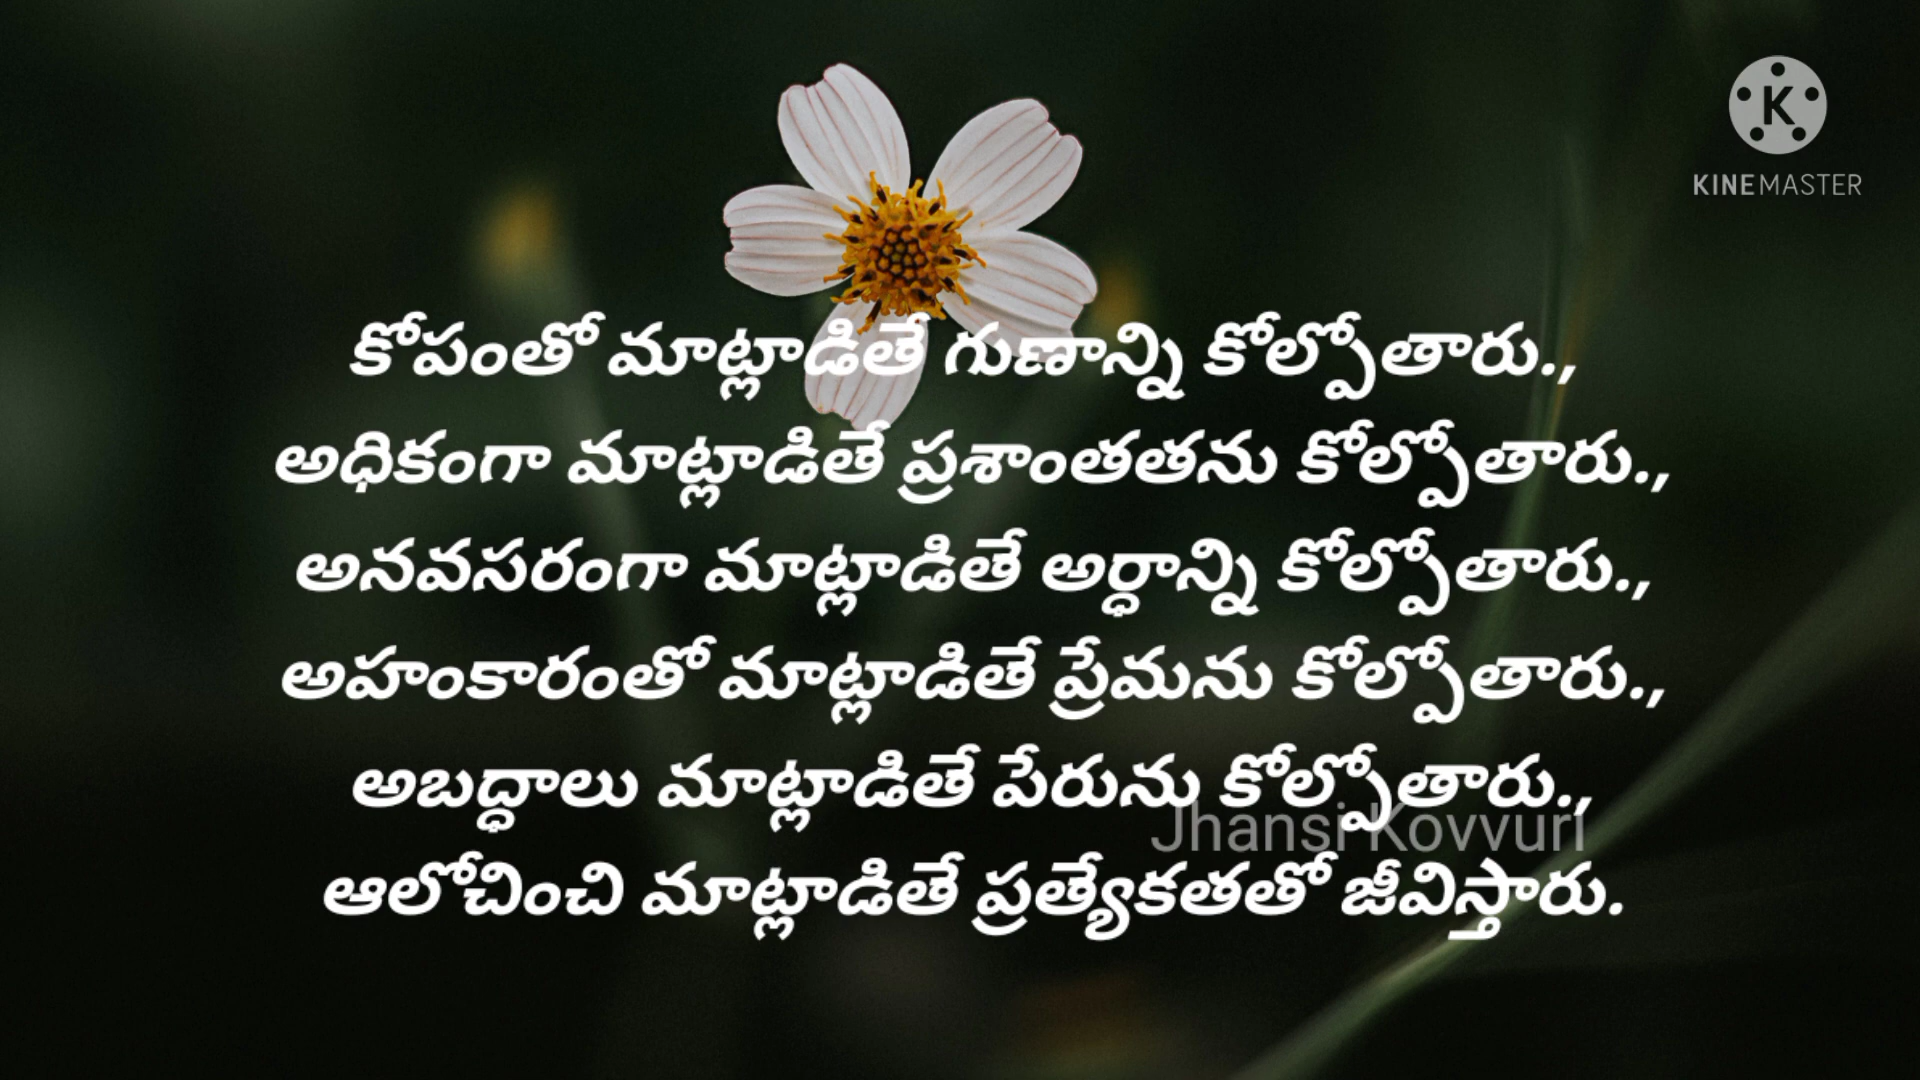 KINEMASTER
కోపంతో మాట్లాడితే గుణాన్ని కోల్పోతారు.,
అధికంగా మాట్లాడితే ప్రశాంతతను కోల్పోతారు.,
అనవసరంగా మాట్లాడితే అర్ధాన్ని కోల్పోతారు.,
అహంకారంతో మాట్లాడితే ప్రేమను కోల్పోతారు.,
అబద్ధాలు మాట్లాడితే పేరును కోల్పోతారు.,
Jhansi Kovvuri
ఆలోచించి మాట్లాడితే ప్రత్యేకతతో జీవిస్తారు.